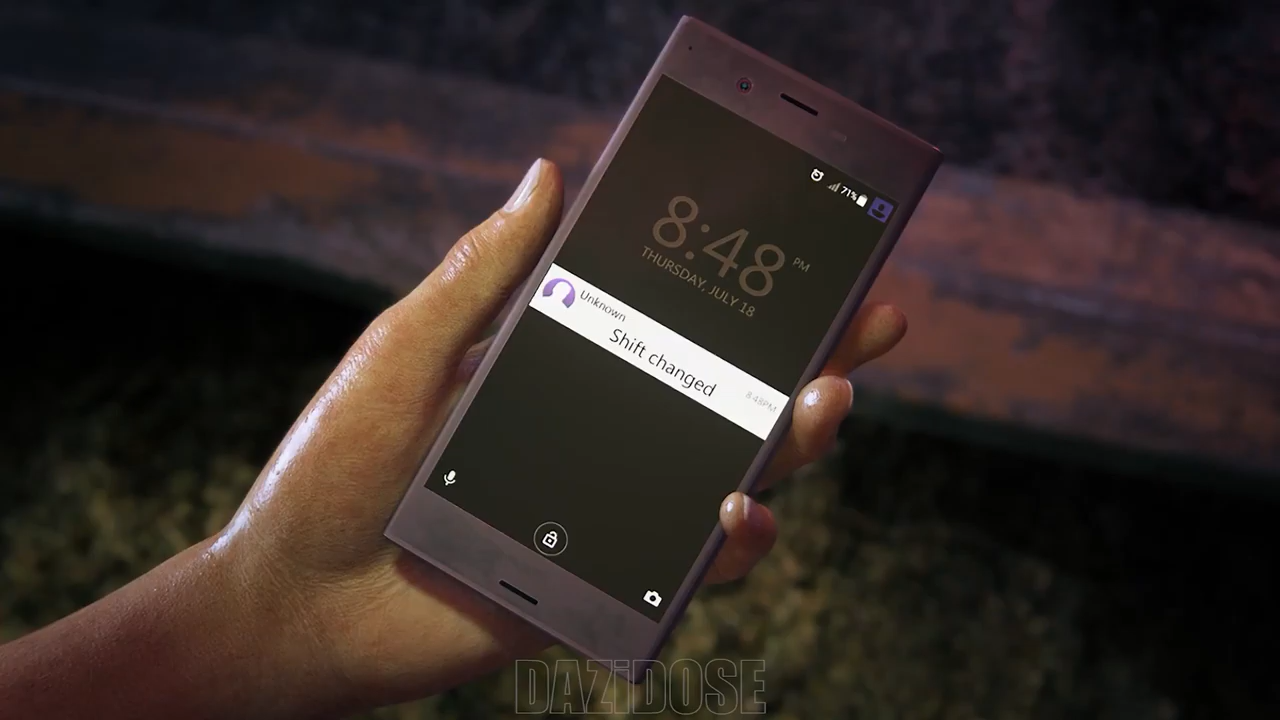 71%
8:48 PM
THURSDAY, JULY 18
Unknown
Shift changed
8:48PM
DAZiDOSE